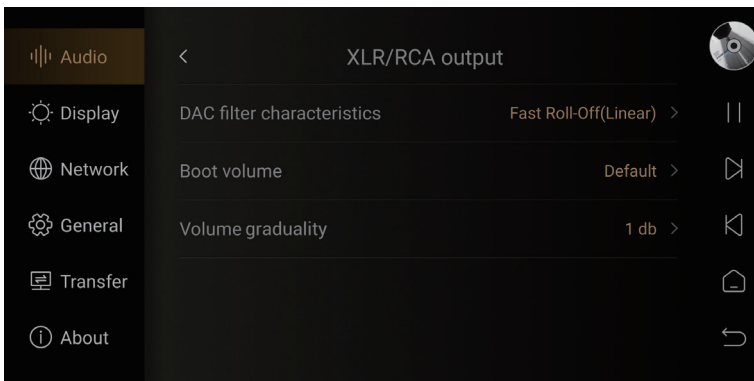 Audio
Display
Network
General
Transfer
About
XLR/RCA output
DAC filter characteristics Fast Roll-Off(Linear)
Boot volume Default
Volume graduality 1 db